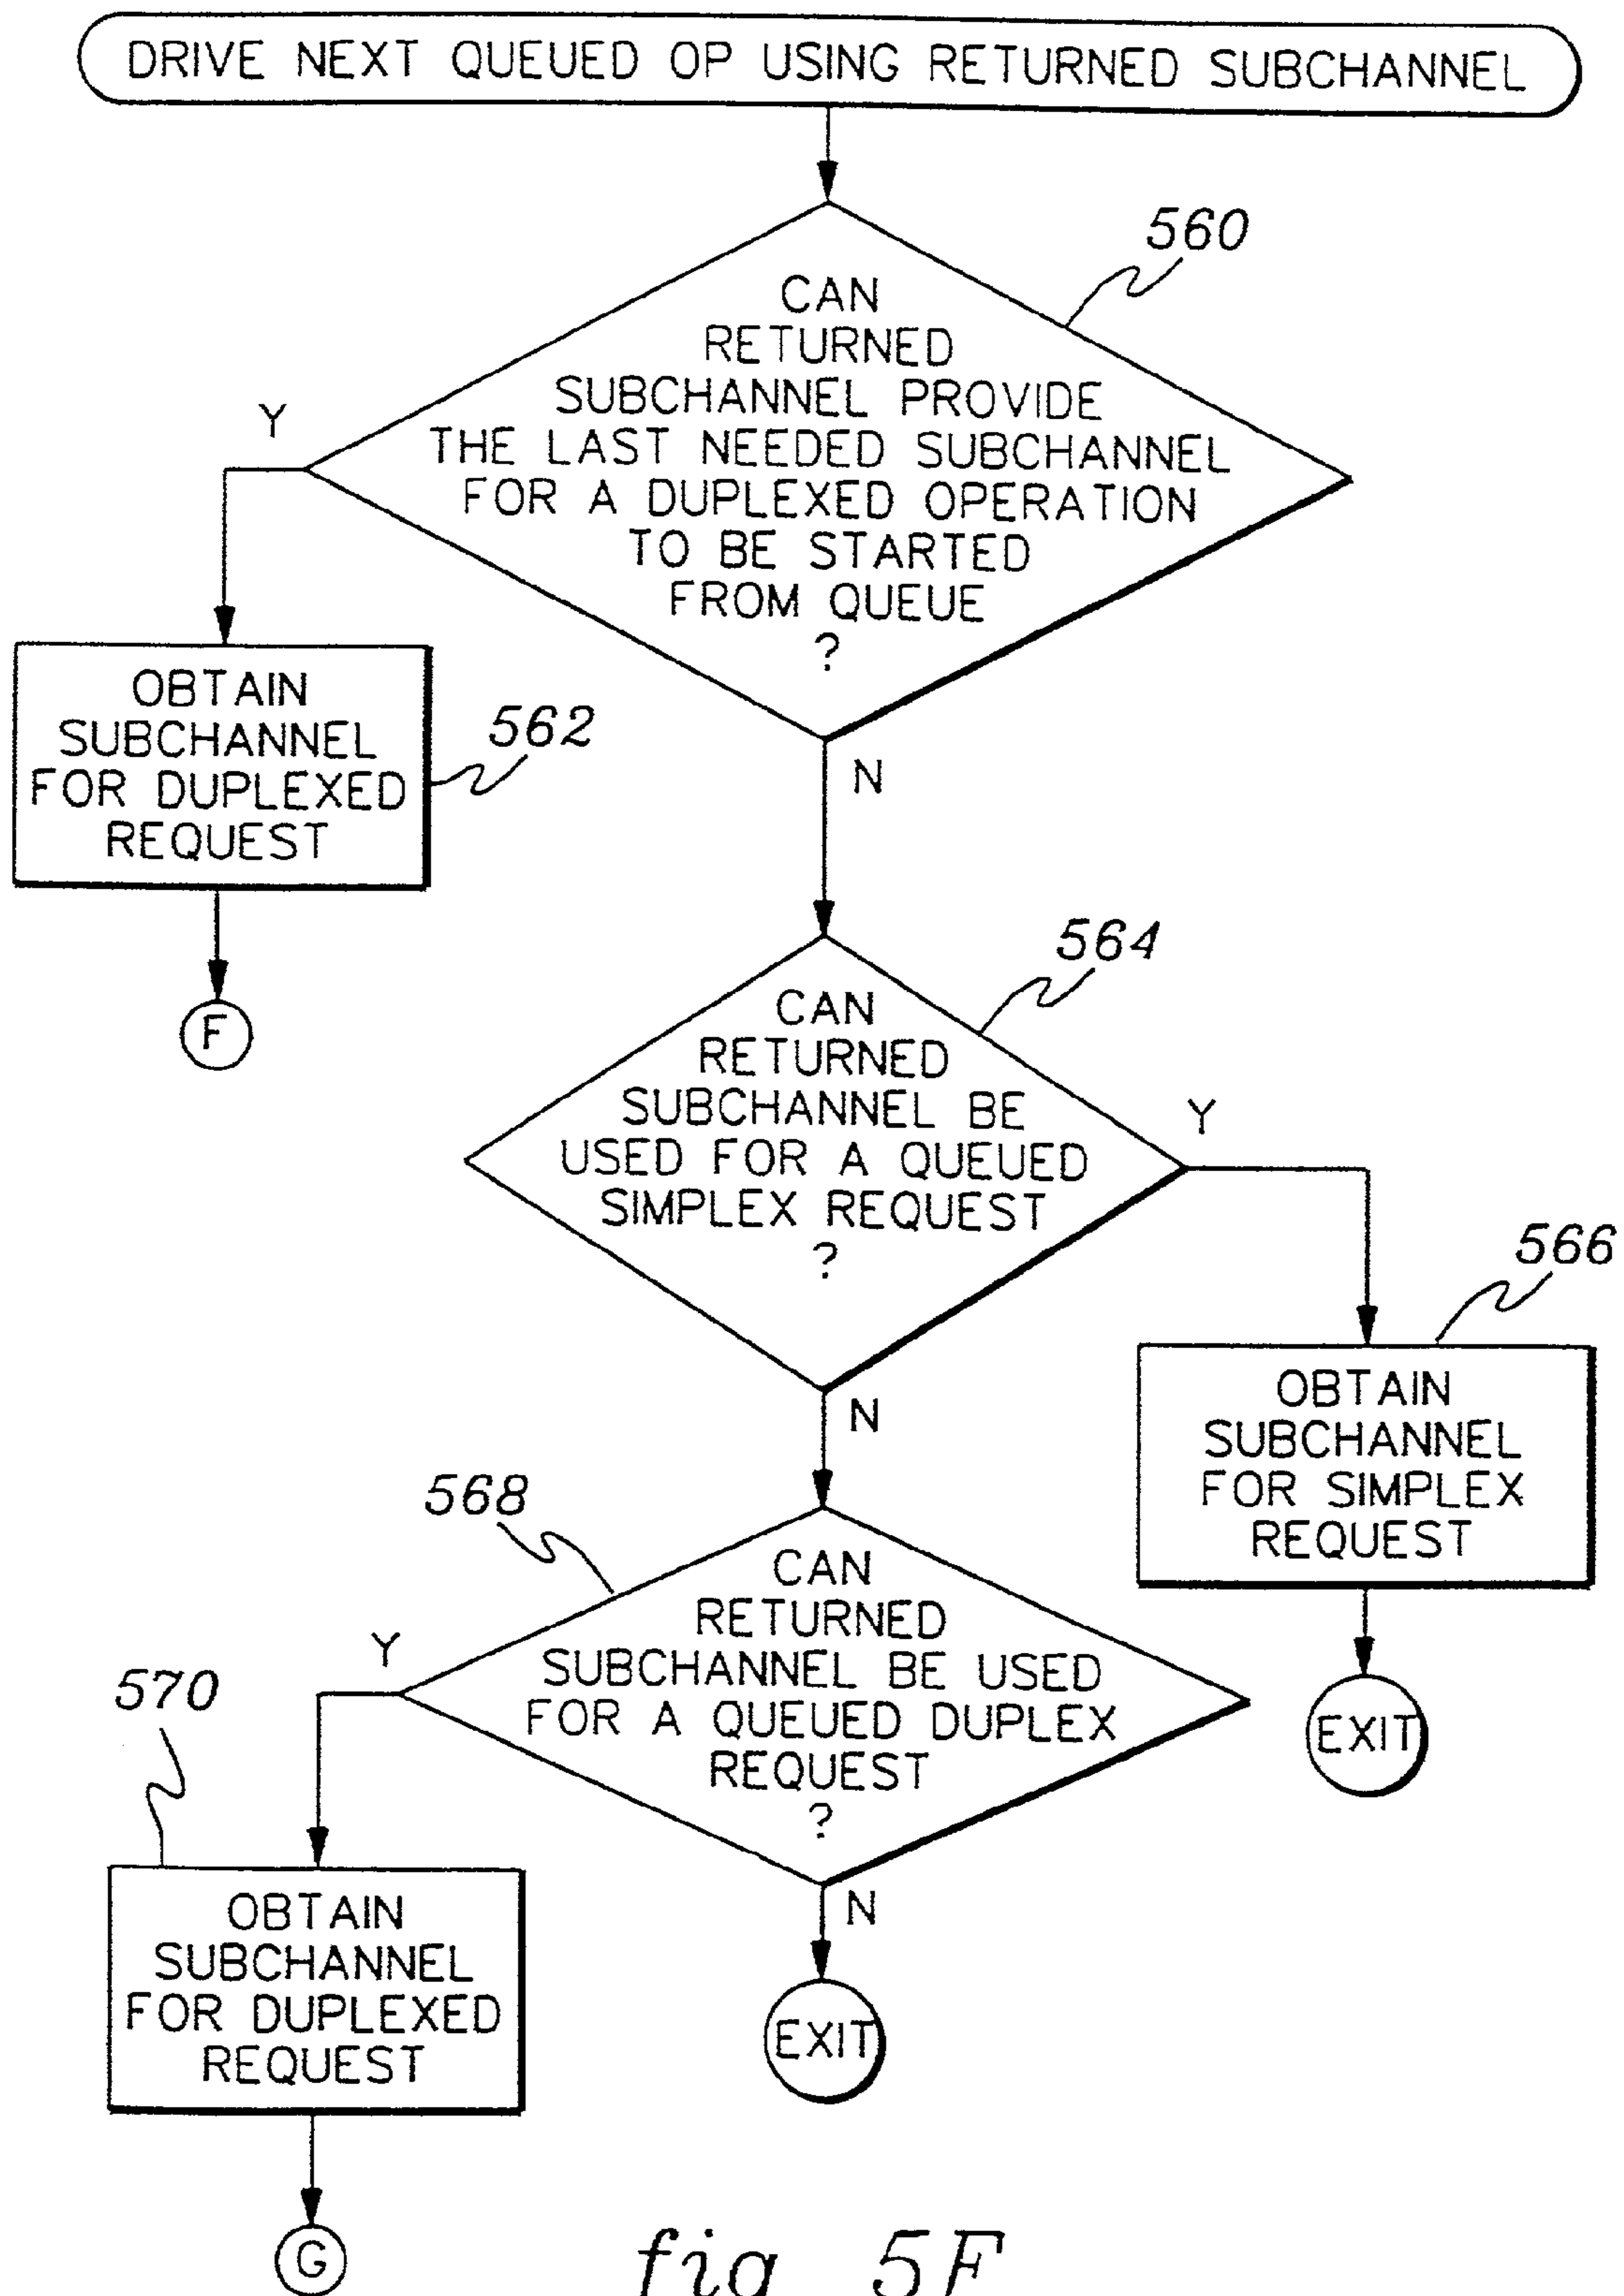 DRIVE NEXT QUEUED OP USING RETURNED SUBCHANNEL
560
CAN
RETURNED
SUBCHANNEL PROVIDE
THE LAST NEEDED SUBCHANNEL
FOR A DUPLEXED OPERATION
TO BE STARTED
FROM QUEUE
?
Y
N
OBTAIN
SUBCHANNEL
FOR DUPLEXED
REQUEST
562
F
564
CAN
RETURNED
SUBCHANNEL BE
USED FOR A QUEUED
SIMPLEX REQUEST
?
Y
N
566
OBTAIN
SUBCHANNEL
FOR SIMPLEX
REQUEST
EXIT
568
CAN
RETURNED
SUBCHANNEL BE USED
FOR A QUEUED DUPLEX
REQUEST
?
Y
N
570
OBTAIN
SUBCHANNEL
FOR DUPLEXED
REQUEST
EXIT
G
fig 5F